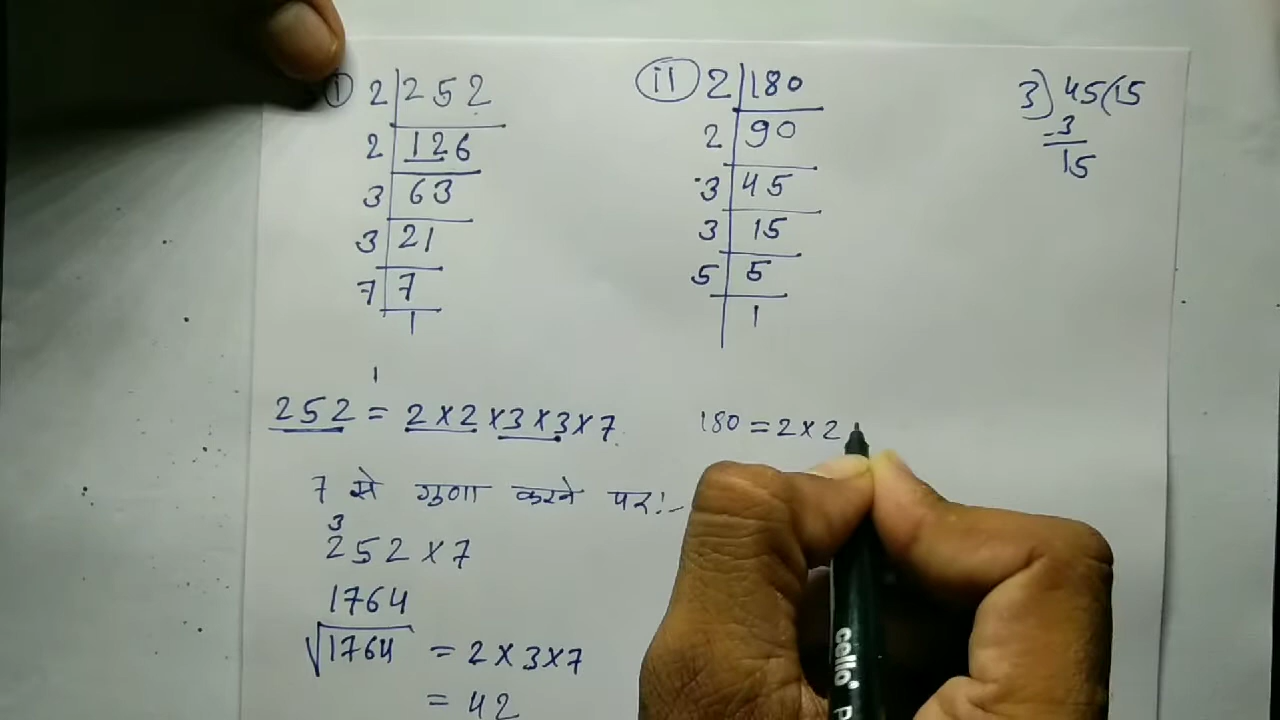 i 2 252
2 126
3 63
3 21
7 7
1
252 = 2 × 2 × 3 × 3 × 7
7 से गुणा करने पर:-
3
252 × 7
1764
√1764 = 2 × 3 × 7
= 42
ii 2 180
2 90
3 45
3 15
5 5
1
180 = 2 × 2
3) 45 (15
-3
15
cello